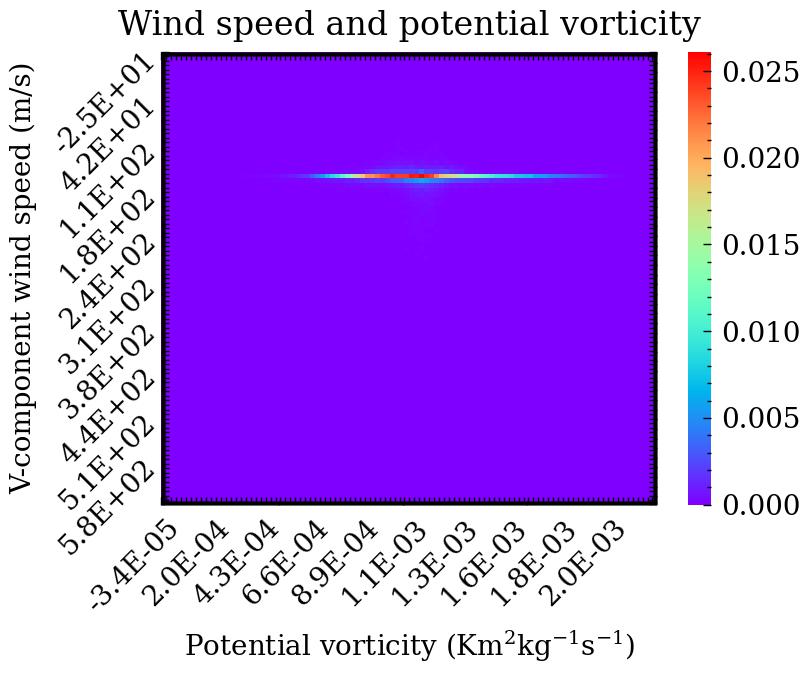 Wind speed and potential vorticity
V-component wind speed (m/s)
-2.5E+01
4.2E+01
1.1E+02
1.8E+02
2.4E+02
3.1E+02
3.8E+02
4.4E+02
5.1E+02
5.8E+02
-3.4E-05
2.0E-04
4.3E-04
6.6E-04
8.9E-04
1.1E-03
1.3E-03
1.6E-03
1.8E-03
2.0E-03
Potential vorticity (Km²kg⁻¹s⁻¹)
0.025
0.020
0.015
0.010
0.005
0.000